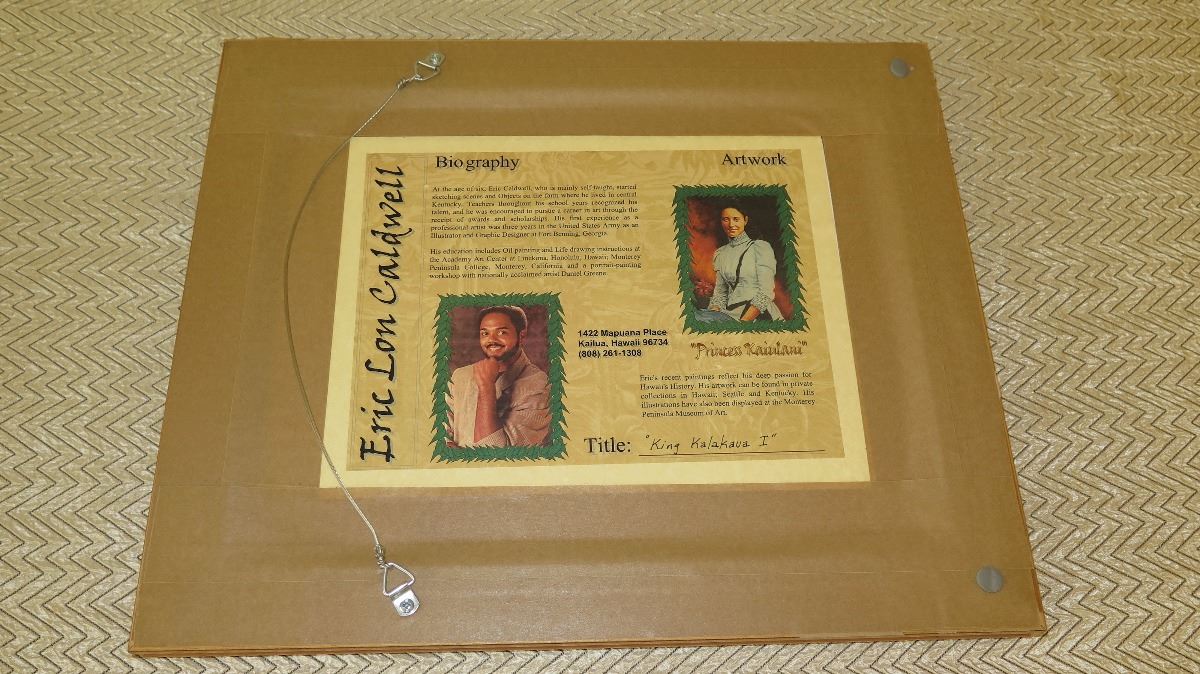 Eric Lon Caldwell
Biography
At the age of six, Eric Caldwell, who is mainly self-taught, started
sketching scenes and Objects on the farm where he lived in central
Kentucky. Teachers throughout his school years recognized his
talent, and he was encouraged to pursue a career in art through the
receipt of awards and scholarships. His first experience as a
professional artist was three years in the United States Army as an
Illustrator and Graphic Designer at Fort Benning, Georgia.
His education includes Oil painting and Life drawing instructions at
the Academy Art Center at Linekona, Honolulu, Hawaii; Monterey
Peninsula College, Monterey, California and a portrait-painting
workshop with nationally acclaimed artist Daniel Greene.
1422 Mapuana Place
Kailua, Hawaii 96734
(808) 261-1308
Artwork
"Princess Kaiulani"
Eric's recent paintings reflect his deep passion for
Hawaii's History. His artwork can be found in private
collections in Hawaii, Seattle and Kentucky. His
illustrations have also been displayed at the Monterey
Peninsula Museum of Art.
Title: "King Kalakaua I"